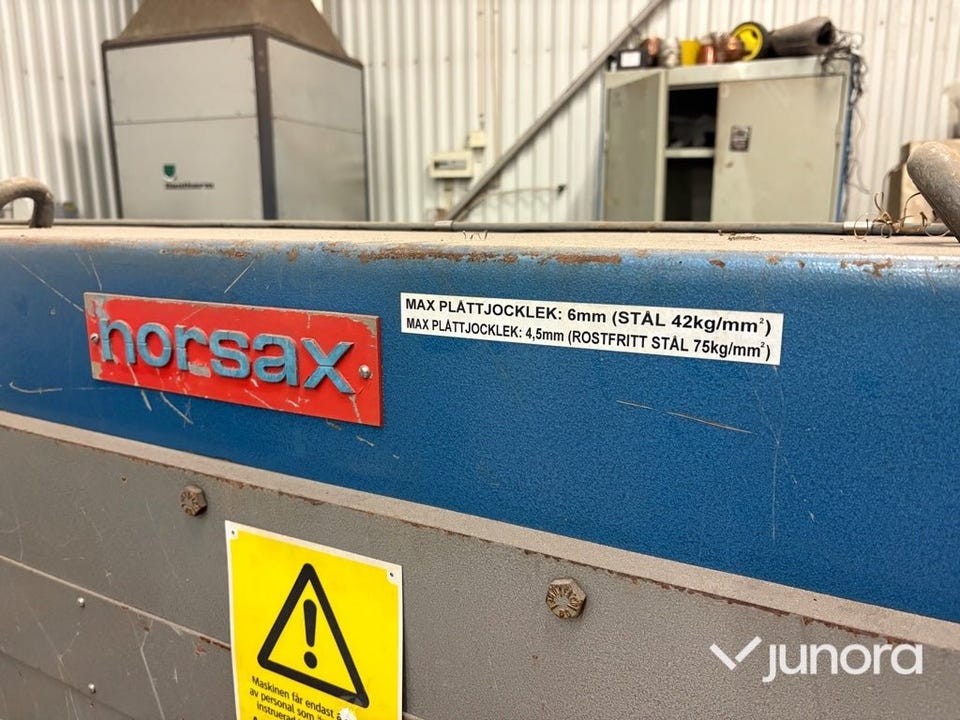 horsax
MAX PLÅTTJOCKLEK: 6mm (STÅL 42kg/mm²)
MAX PLÅTTJOCKLEK: 4,5mm (ROSTFRITT STÅL 75kg/mm²)
Maskinen får endast
av personal som
instruerad
junora